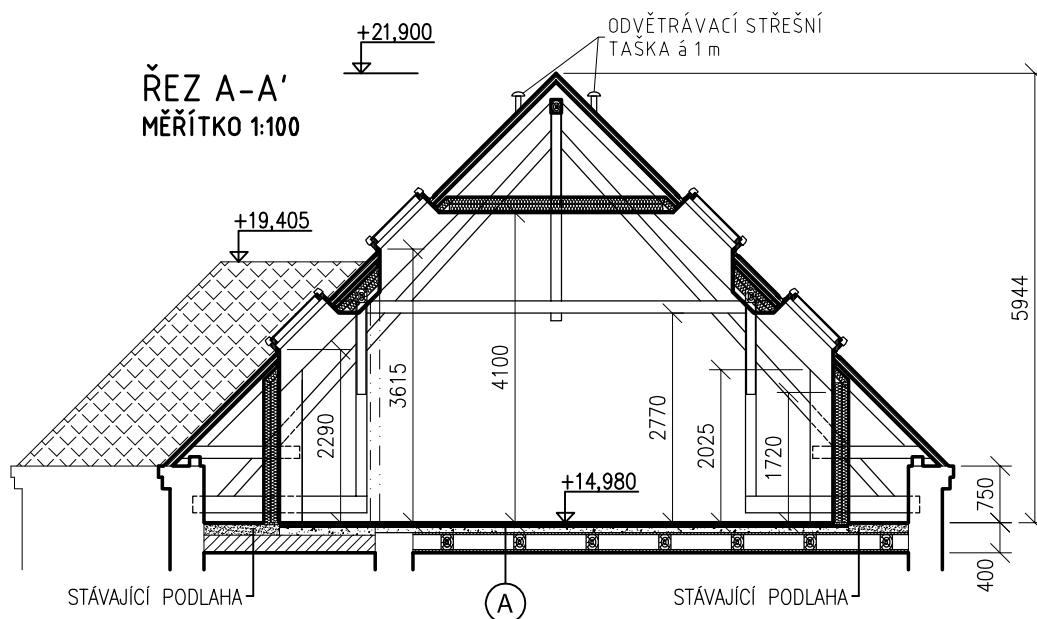 +21,900
ODVĚTRÁVACÍ STŘEŠNÍ
TAŠKA á 1 m
ŘEZ A-A'
MĚŘÍTKO 1:100
+19,405
5944
3615
4100
2290
2770
2025
1720
+14,980
750
400
STÁVAJÍCÍ PODLAHA
A
STÁVAJÍCÍ PODLAHA